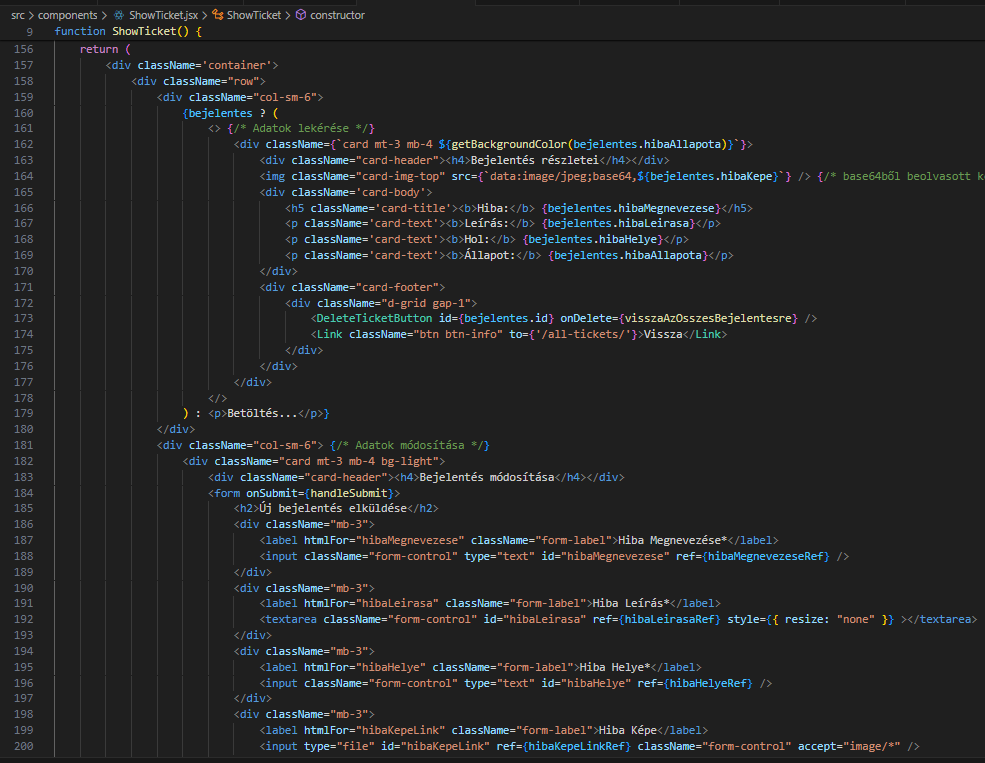 src > components > ShowTicket.jsx > ShowTicket > constructor
9 function ShowTicket() {
156 return (
157 <div className='container'>
158 <div className="row">
159 <div className="col-sm-6">
160 {bejelentes ? (
161 <> {/* Adatok lekérése */}
162 <div className={`card mt-3 mb-4 ${getBackgroundColor(bejelentes.hibaAllapota)}`}>
163 <div className="card-header"><h4>Bejelentés részletei</h4></div>
164 <img className="card-img-top" src={`data:image/jpeg;base64,${bejelentes.hibaKepe}`} /> {/* base64ből beolvasott ké
165 <div className='card-body'>
166 <h5 className='card-title'><b>Hiba:</b> {bejelentes.hibaMegnevezese}</h5>
167 <p className='card-text'><b>Leírás:</b> {bejelentes.hibaLeirasa}</p>
168 <p className='card-text'><b>Hol:</b> {bejelentes.hibaHelye}</p>
169 <p className='card-text'><b>Állapot:</b> {bejelentes.hibaAllapota}</p>
170 </div>
171 <div className="card-footer">
172 <div className="d-grid gap-1">
173 <DeleteTicketButton id={bejelentes.id} onDelete={visszaAzOsszesBejelentesre} />
174 <Link className="btn btn-info" to={'/all-tickets/'}>Vissza</Link>
175 </div>
176 </div>
177 </div>
178 </>
179 ) : <p>Betöltés...</p>}
180 </div>
181 <div className="col-sm-6"> {/* Adatok módosítása */}
182 <div className="card mt-3 mb-4 bg-light">
183 <div className="card-header"><h4>Bejelentés módosítása</h4></div>
184 <form onSubmit={handleSubmit}>
185 <h2>Új bejelentés elküldése</h2>
186 <div className="mb-3">
187 <label htmlFor="hibaMegnevezese" className="form-label">Hiba Megnevezése*</label>
188 <input className="form-control" type="text" id="hibaMegnevezese" ref={hibaMegnevezeseRef} />
189 </div>
190 <div className="mb-3">
191 <label htmlFor="hibaLeirasa" className="form-label">Hiba Leírás*</label>
192 <textarea className="form-control" id="hibaLeirasa" ref={hibaLeirasaRef} style={{ resize: "none" }} ></textarea>
193 </div>
194 <div className="mb-3">
195 <label htmlFor="hibaHelye" className="form-label">Hiba Helye*</label>
196 <input className="form-control" type="text" id="hibaHelye" ref={hibaHelyeRef} />
197 </div>
198 <div className="mb-3">
199 <label htmlFor="hibaKepeLink" className="form-label">Hiba Képe</label>
200 <input type="file" id="hibaKepeLink" ref={hibaKepeLinkRef} className="form-control" accept="image/*" />